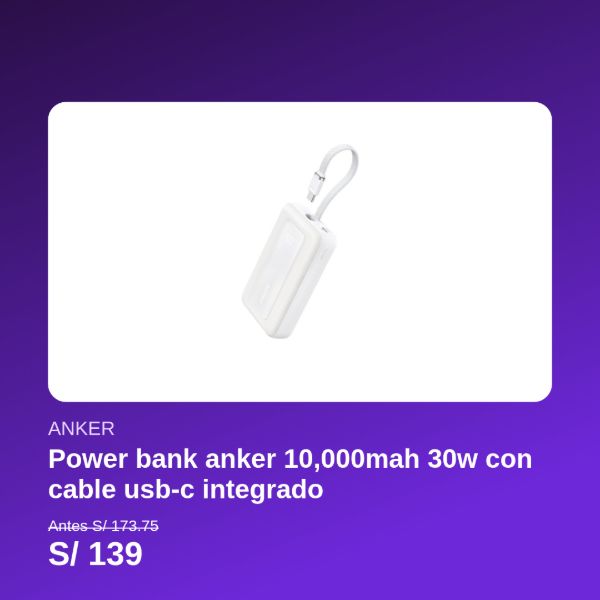 ANKER
Power bank anker 10,000mah 30w con
cable usb-c integrado
Antes S/ 173.75
S/ 139